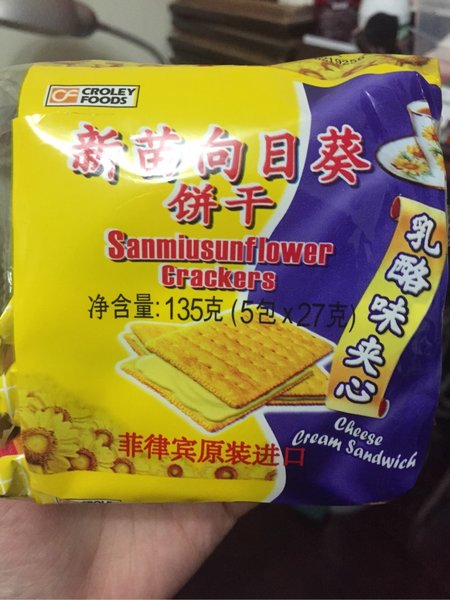 CF CROLEY
FOODS
新苗向日葵
饼干
Sanmiusunflower
Crackers
净含量:135克(5包x27克)
乳酪味夹心
Cheese
Cream Sandwich
菲律宾原装进口